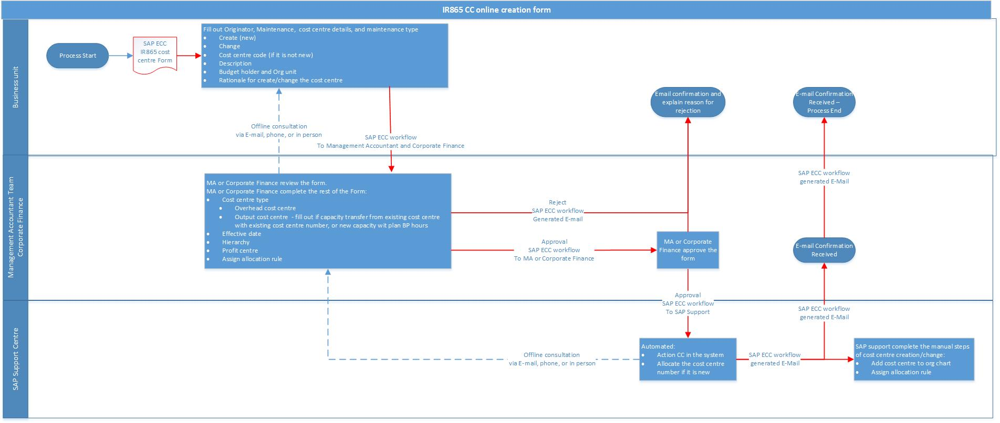 IR865 CC online creation form
Business unit
Process Start
SAP ECC
IR865 cost
centre Form
Fill out Originator, Maintenance, cost centre details, and maintenance type
• Create (new)
• Change
• Cost centre code (if it is not new)
• Description
• Budget holder and Org unit
• Rationale for create/change the cost centre
Email confirmation and
explain reason for
rejection
E-mail Confirmation
Received –
Process End
Offline consultation
via E-mail, phone, or in person
SAP ECC workflow
To Management Accountant and Corporate Finance
Management Accountant Team
Corporate Finance
MA or Corporate Finance review the form.
MA or Corporate Finance complete the rest of the Form:
• Cost centre type
• Overhead cost centre
• Output cost centre - fill out if capacity transfer from existing cost centre
with existing cost centre number, or new capacity wit plan BP hours
• Effective date
• Hierarchy
• Profit centre
• Assign allocation rule
Reject
SAP ECC workflow
Generated E-mail
Approval
SAP ECC workflow
To MA or Corporate Finance
MA or Corporate
Finance approve the
form
SAP ECC workflow
generated E-Mail
E-mail Confirmation
Received
Approval
SAP ECC workflow
To SAP Support
SAP ECC workflow
generated E-Mail
SAP Support Centre
Offline consultation
via E-mail, phone, or in person
Automated:
• Action CC in the system
• Allocate the cost centre
number if it is new
SAP ECC workflow
generated E-Mail
SAP support complete the manual steps
of cost centre creation/change:
• Add cost centre to org chart
• Assign allocation rule